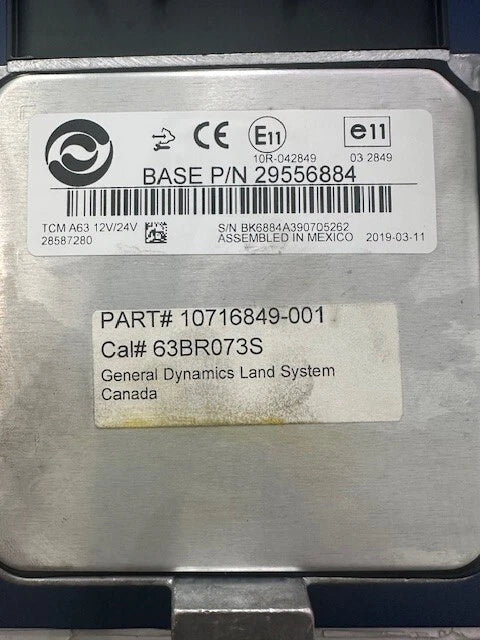 CE E11 e11
10R-042849 03 2849
BASE P/N 29556884
TCM A63 12V/24V S/N BK6884A390705262
28587280 ASSEMBLED IN MEXICO 2019-03-11
PART# 10716849-001
Cal# 63BR073S
General Dynamics Land System
Canada